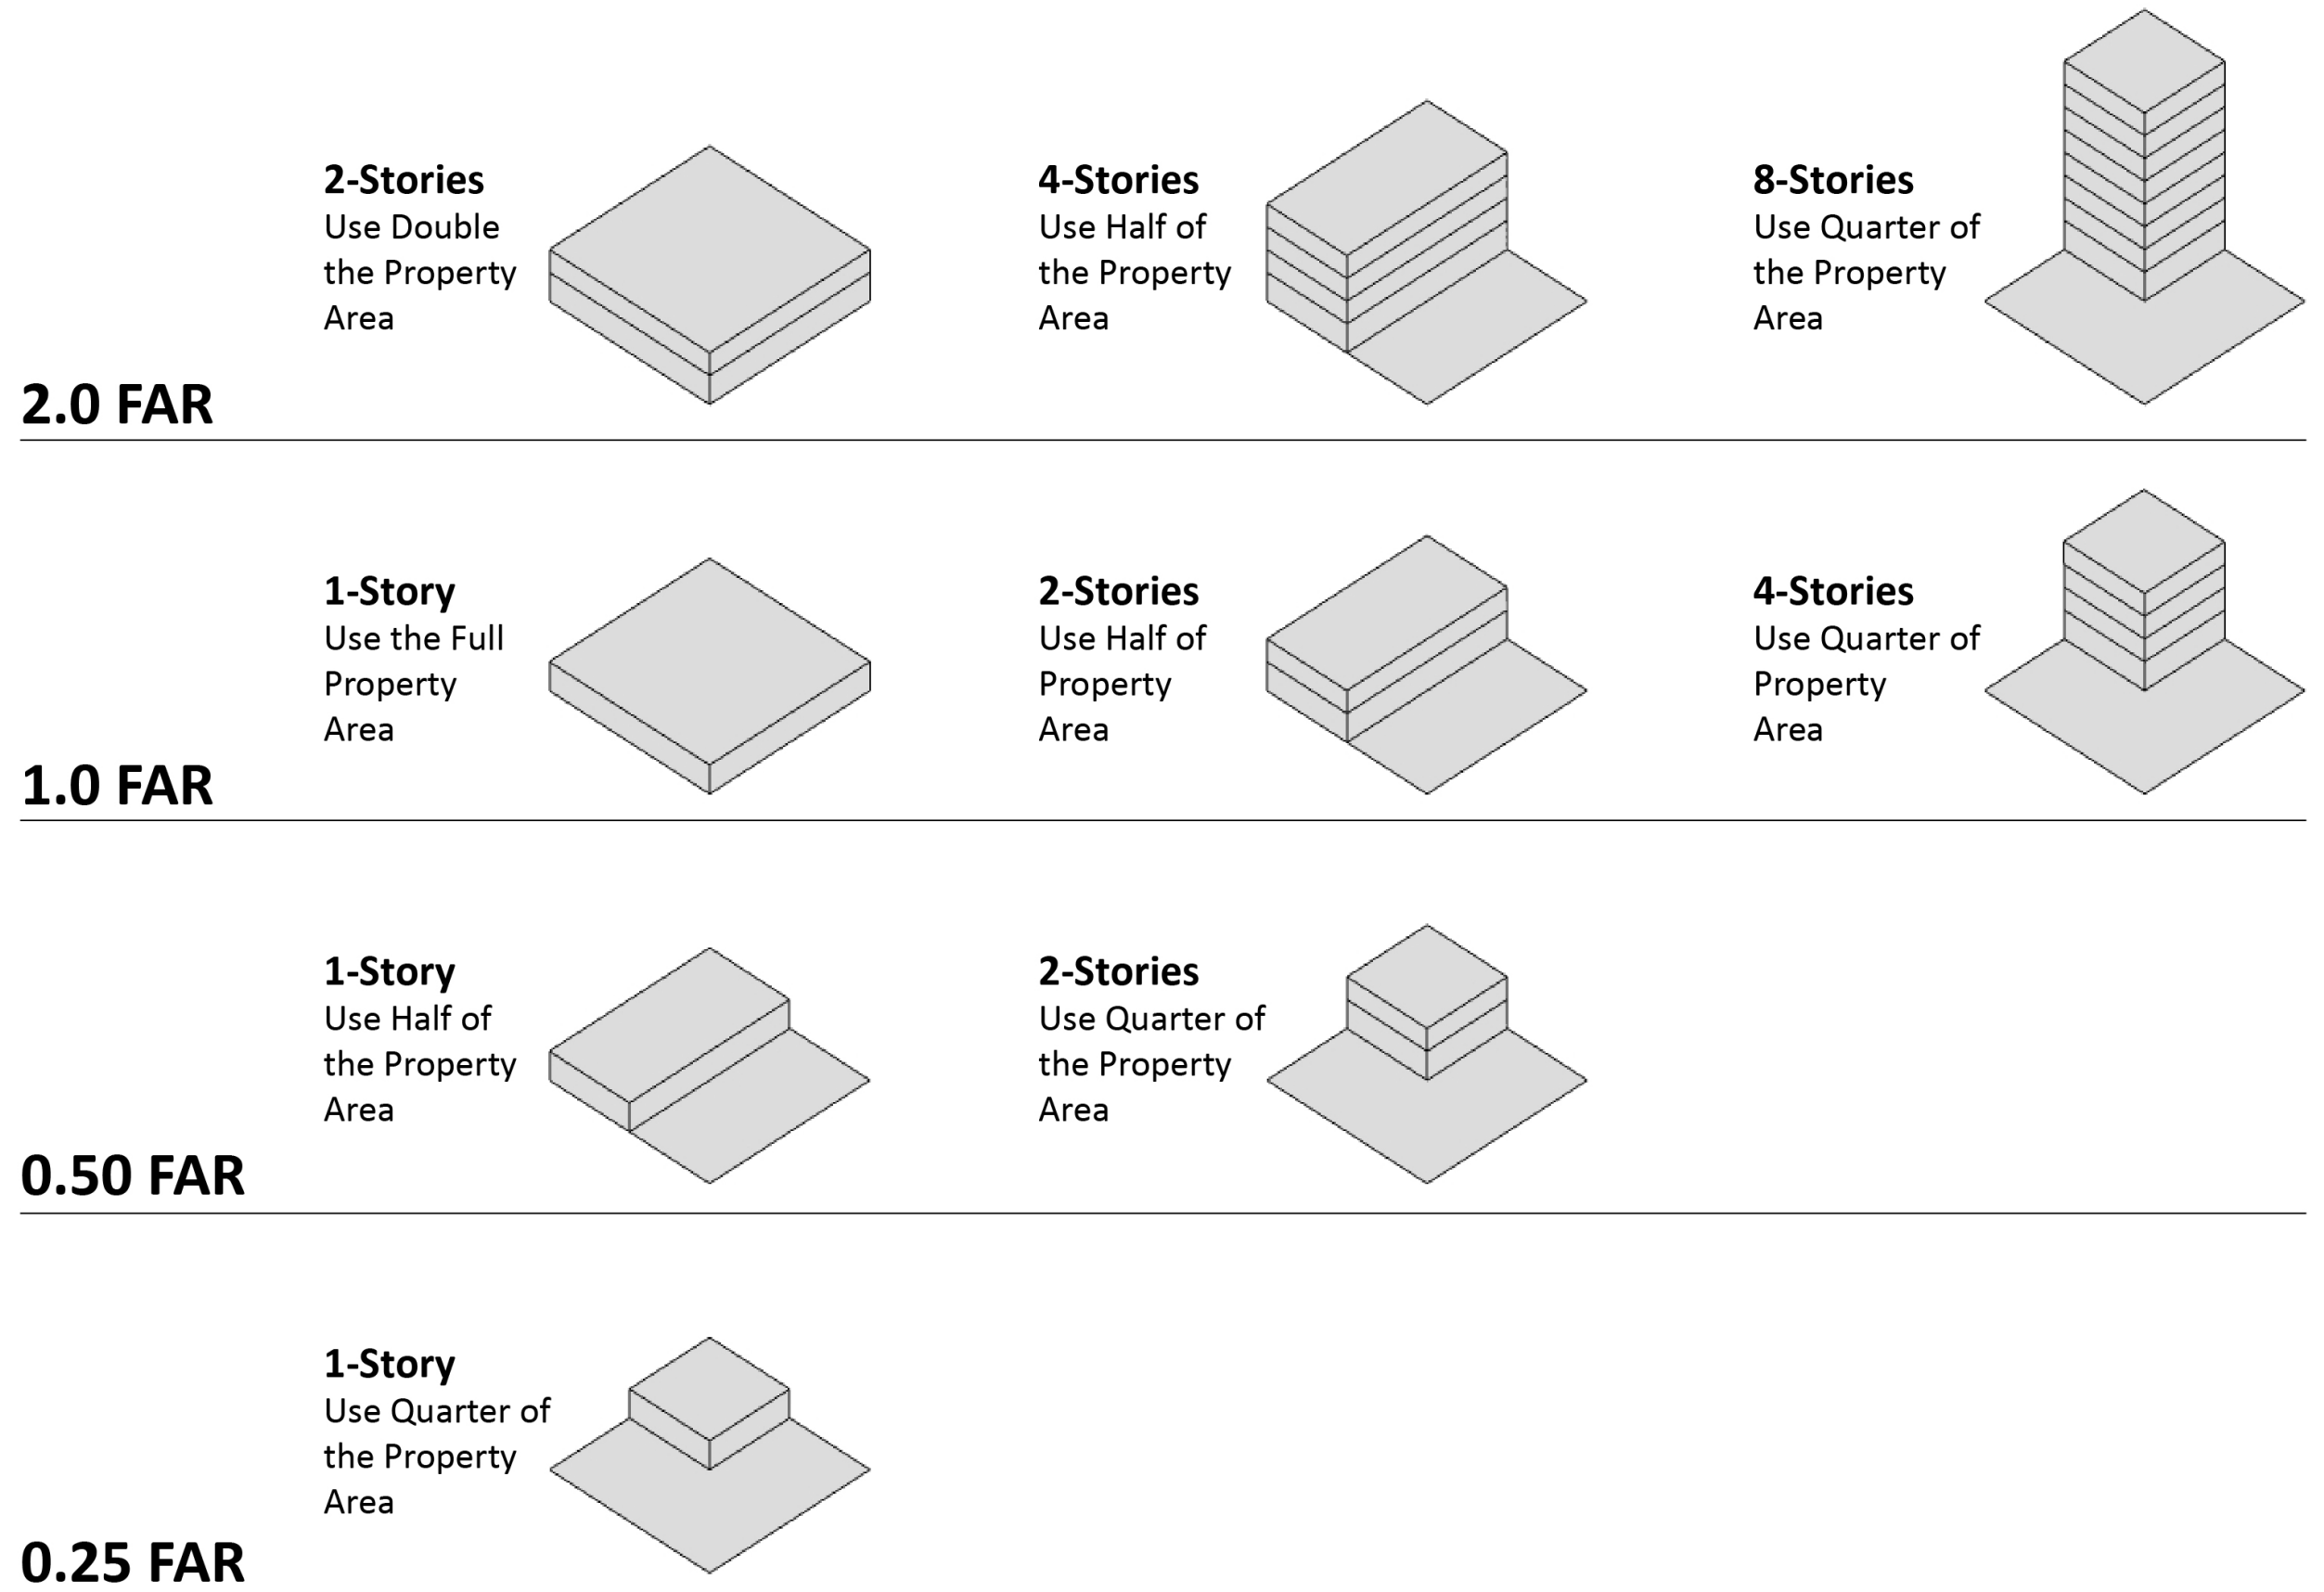 2-Stories
Use Double
the Property
Area
4-Stories
Use Half of
the Property
Area
8-Stories
Use Quarter of
the Property
Area
2.0 FAR
1-Story
Use the Full
Property
Area
2-Stories
Use Half of
Property
Area
4-Stories
Use Quarter of
Property
Area
1.0 FAR
1-Story
Use Half of
the Property
Area
2-Stories
Use Quarter of
the Property
Area
0.50 FAR
1-Story
Use Quarter of
the Property
Area
0.25 FAR